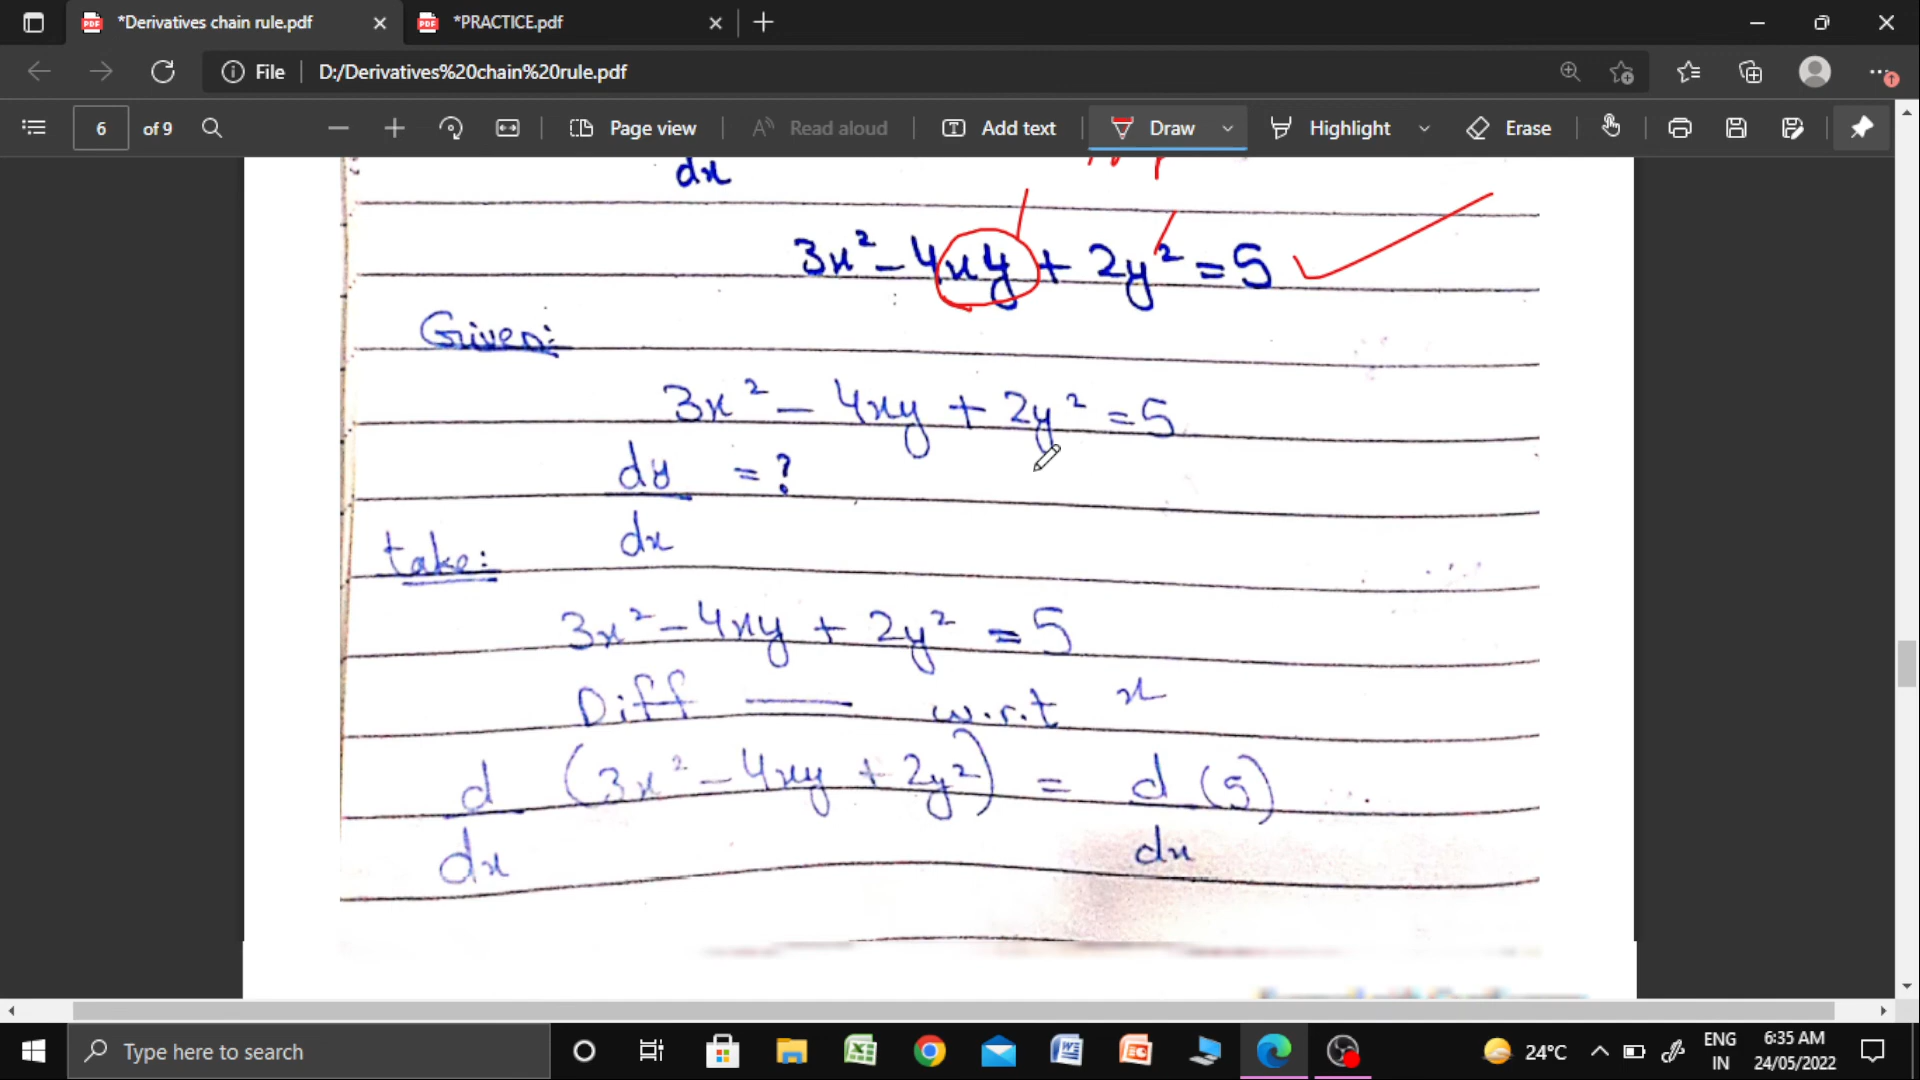 *Derivatives chain rule.pdf
*PRACTICE.pdf
File D:/Derivatives%20chain%20rule.pdf
6 of 9 Page view Read aloud Add text Draw Highlight Erase
dx
3x² - 4xy + 2y² = 5
Given:
3x² - 4xy + 2y² = 5
dy = ?
dx
take:
3x² - 4xy + 2y² = 5
Diff —— w.r.t x
d (3x² - 4xy + 2y²) = d (5)
dx dx
Type here to search
24°C
ENG
IN
6:35 AM
24/05/2022